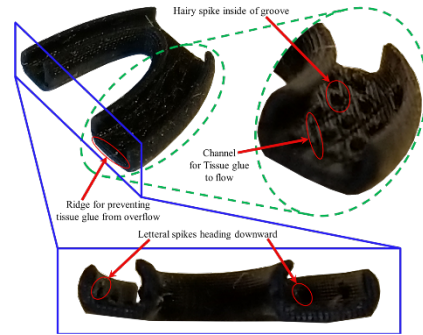 Hairy spike inside of groove
Channel
for Tissue glue
to flow
Ridge for preventing
tissue glue from overflow
Letteral spikes heading downward